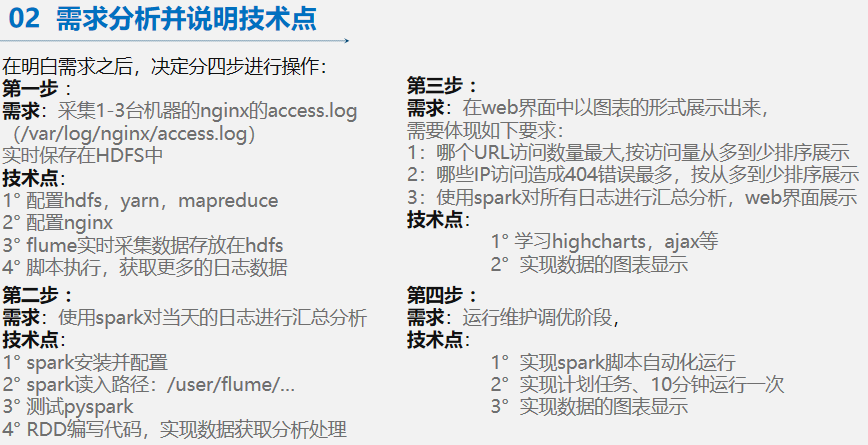 02 需求分析并说明技术点
在明白需求之后，决定分四步进行操作：
第一步 ：
需求：采集1-3台机器的nginx的access.log
（/var/log/nginx/access.log）
实时保存在HDFS中
技术点：
1° 配置hdfs，yarn，mapreduce
2° 配置nginx
3° flume实时采集数据存放在hdfs
4° 脚本执行，获取更多的日志数据
第二步 ：
需求：使用spark对当天的日志进行汇总分析
技术点：
1° spark安装并配置
2° spark读入路径：/user/flume/...
3° 测试pyspark
4° RDD编写代码，实现数据获取分析处理
第三步 ：
需求：在web界面中以图表的形式展示出来，
需要体现如下要求：
1：哪个URL访问数量最大,按访问量从多到少排序展示
2：哪些IP访问造成404错误最多，按从多到少排序展示
3：使用spark对所有日志进行汇总分析，web界面展示
技术点：
1° 学习highcharts，ajax等
2° 实现数据的图表显示
第四步 ：
需求：运行维护调优阶段，
技术点：
1° 实现spark脚本自动化运行
2° 实现计划任务、10分钟运行一次
3° 实现数据的图表显示